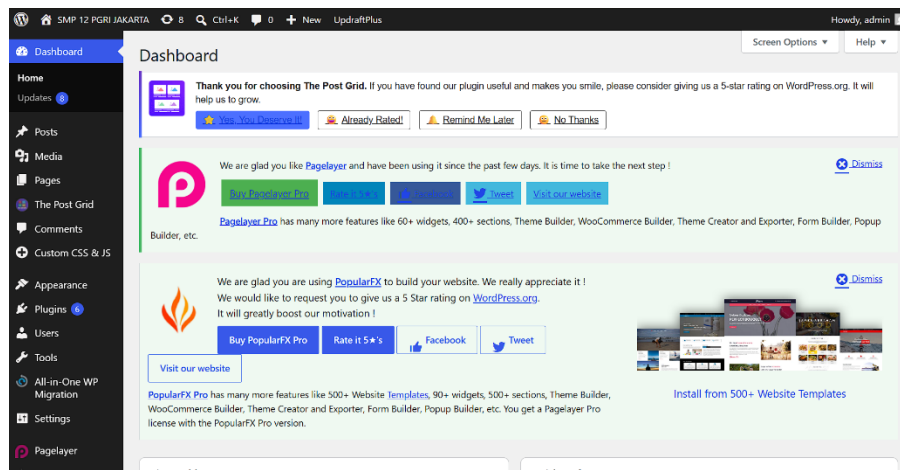 SMP 12 PGRI JAKARTA 8 Ctrl+K 0 New UpdraftPlus Howdy, admin
Screen Options ▼ Help ▼
Dashboard
Home
Updates 8
Posts
Media
Pages
The Post Grid
Comments
Custom CSS & JS
Appearance
Plugins 6
Users
Tools
All-in-One WP
Migration
Settings
Pagelayer
Dashboard
Thank you for choosing The Post Grid. If you have found our plugin useful and makes you smile, please consider giving us a 5-star rating on WordPress.org. It will
help us to grow.
Yes, You Deserve It! Already Rated! Remind Me Later No Thanks
We are glad you like Pagelayer and have been using it since the past few days. It is time to take the next step !
Dismiss
Buy Pagelayer Pro Rate it 5★'s Facebook Tweet Visit our website
Pagelayer Pro has many more features like 60+ widgets, 400+ sections, Theme Builder, WooCommerce Builder, Theme Creator and Exporter, Form Builder, Popup
Builder, etc.
We are glad you are using PopularFX to build your website. We really appreciate it !
Dismiss
We would like to request you to give us a 5 Star rating on WordPress.org.
It will greatly boost our motivation !
Buy PopularFX Pro Rate it 5★'s Facebook Tweet
Visit our website
PopularFX Pro has many more features like 500+ Website Templates, 90+ widgets, 500+ sections, Theme Builder,
WooCommerce Builder, Theme Creator and Exporter, Form Builder, Popup Builder, etc. You get a Pagelayer Pro
license with the PopularFX Pro version.
Install from 500+ Website Templates